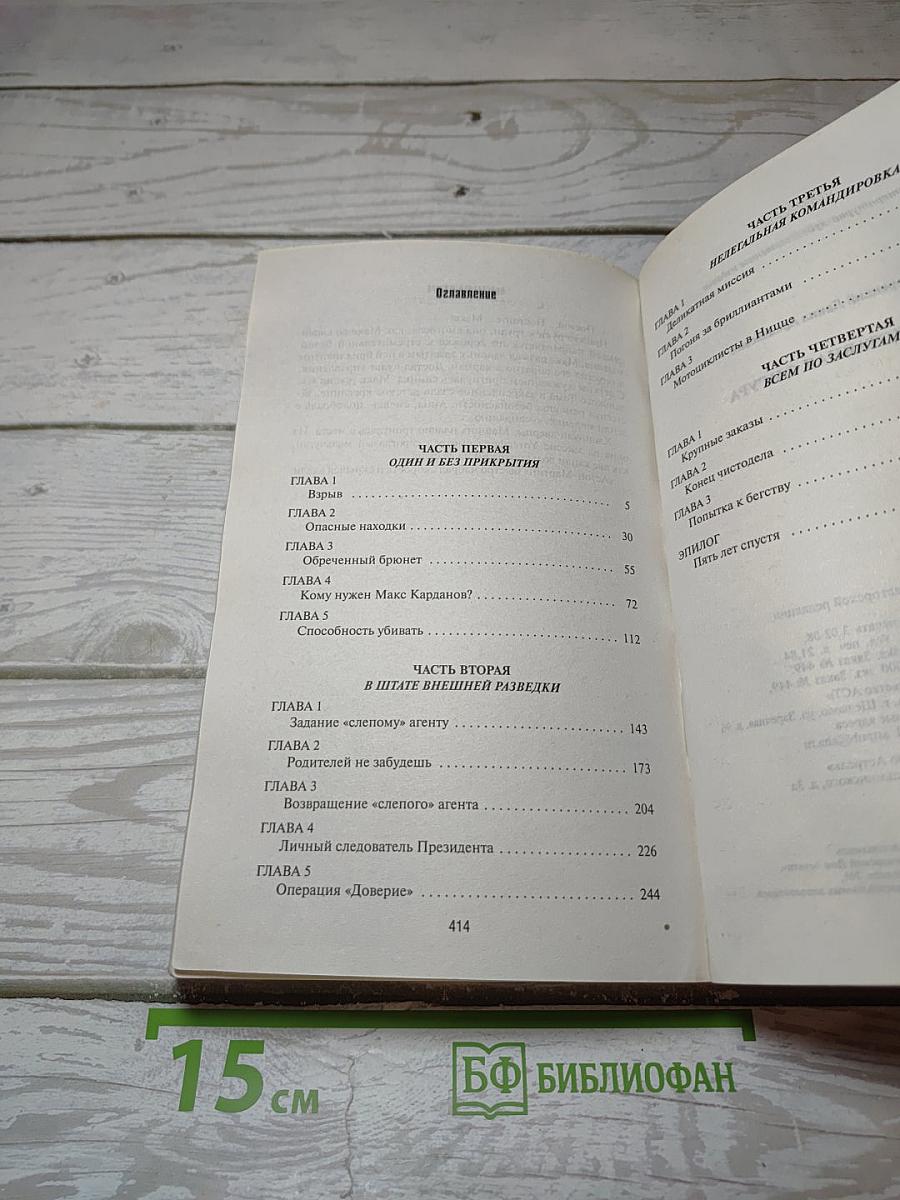 Оглавление
ЧАСТЬ ПЕРВАЯ
ОДИН И БЕЗ ПРИКРЫТИЯ
ГЛАВА 1
Взрыв .................................... 5
ГЛАВА 2
Опасные находки ............................ 30
ГЛАВА 3
Обреченный брюнет .......................... 55
ГЛАВА 4
Кому нужен Макс Карданов? .................... 72
ГЛАВА 5
Способность убивать .......................... 112
ЧАСТЬ ВТОРАЯ
В ШТАТЕ ВНЕШНЕЙ РАЗВЕДКИ
ГЛАВА 1
Задание «слепому» агенту ...................... 143
ГЛАВА 2
Родителей не забудешь ........................ 173
ГЛАВА 3
Возвращение «слепого» агента .................. 204
ГЛАВА 4
Личный следователь Президента ................ 226
ГЛАВА 5
Операция «Доверие» .......................... 244
414
ЧАСТЬ ТРЕТЬЯ
НЕЛЕГАЛЬНАЯ КОМАНДИРОВКА
ГЛАВА 1
Деликатная миссия ................
ГЛАВА 2
Погоня за бриллиантами ............
ГЛАВА 3
Мотоциклисты в Ницце ............
ЧАСТЬ ЧЕТВЕРТАЯ
ВСЕМ ПО ЗАСЛУГАМ
ГЛАВА 1
Крупные заказы ................
ГЛАВА 2
Конец чистодела ................
ГЛАВА 3
Попытка к бегству ..............
ЭПИЛОГ
Пять лет спустя ................
15 см
БФ БИБЛИОФАН